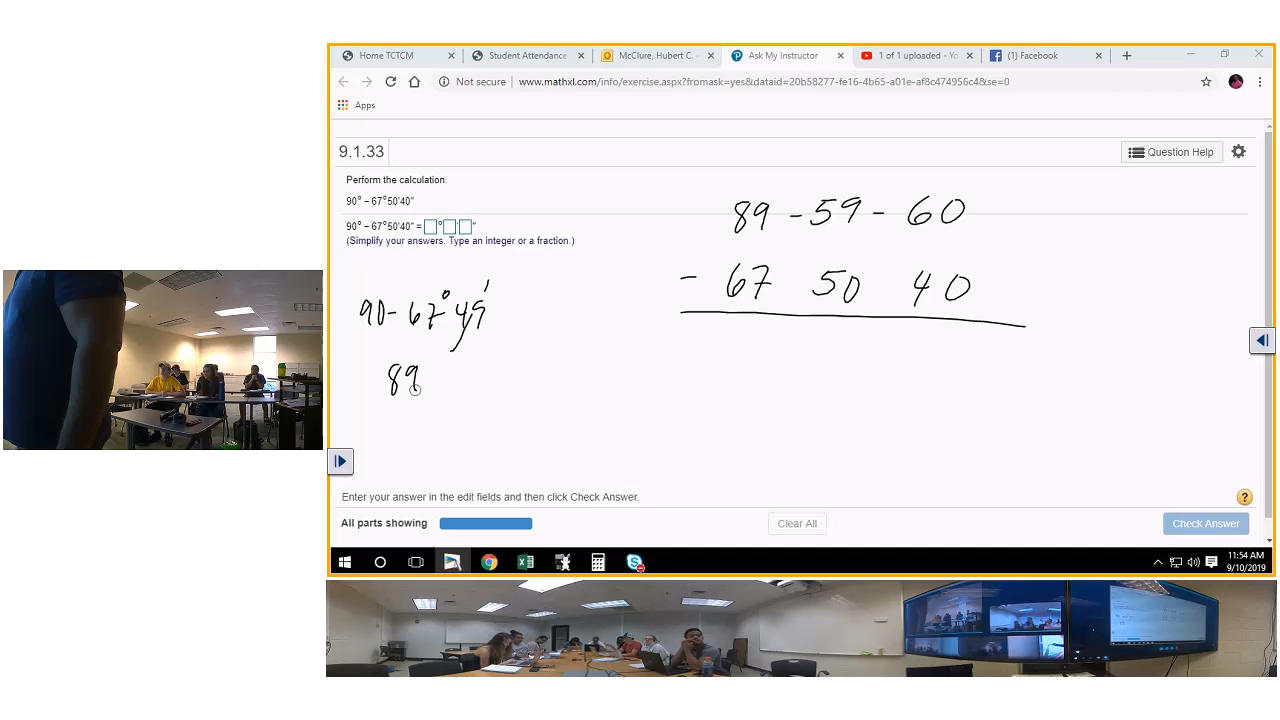 Home TCTCM
Student Attendance
McClure, Hubert C.
Ask My Instructor
1 of 1 uploaded - Yo
(1) Facebook
Not secure
www.mathxl.com/info/exercise.aspx?fromask=yes&dataid=20b58277-fe16-4b65-a01e-af8c474956c4&se=0
Apps
9.1.33
Question Help
Perform the calculation.
90° − 67°50'40"
90° − 67°50'40" = ° ' "
(Simplify your answers. Type an integer or a fraction.)
89 - 59 - 60
- 67 50 40
90 - 67° 49'
89
Enter your answer in the edit fields and then click Check Answer.
All parts showing
Clear All
Check Answer
11:54 AM
9/10/2019